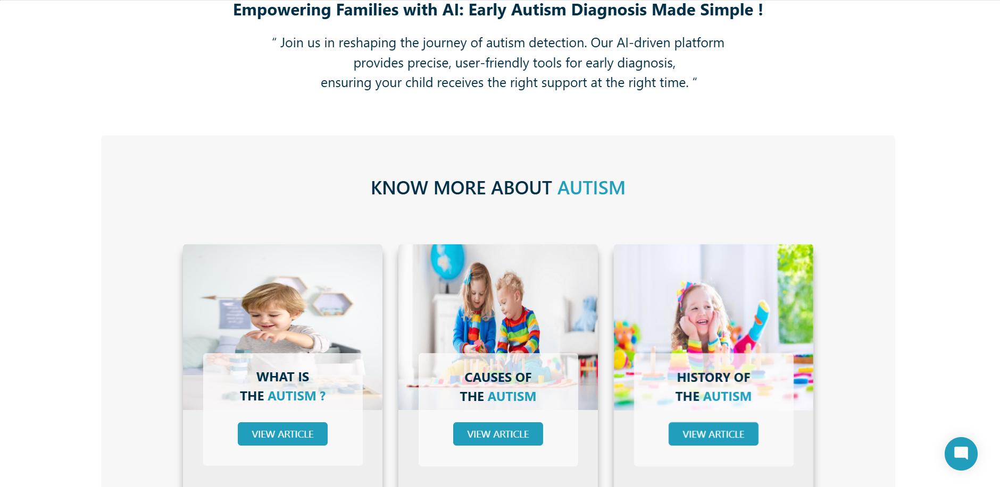 Empowering Families with AI: Early Autism Diagnosis Made Simple !
“ Join us in reshaping the journey of autism detection. Our AI-driven platform
provides precise, user-friendly tools for early diagnosis,
ensuring your child receives the right support at the right time. “
KNOW MORE ABOUT AUTISM
WHAT IS
THE AUTISM ?
VIEW ARTICLE
CAUSES OF
THE AUTISM
VIEW ARTICLE
HISTORY OF
THE AUTISM
VIEW ARTICLE